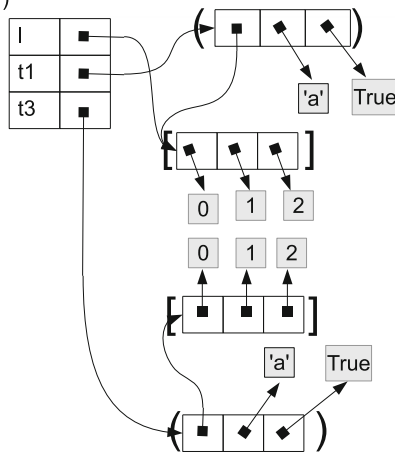 )
l
t1
t3
( )
'a' True
[ ]
0 1 2
0 1 2
[ ]
'a' True
( )